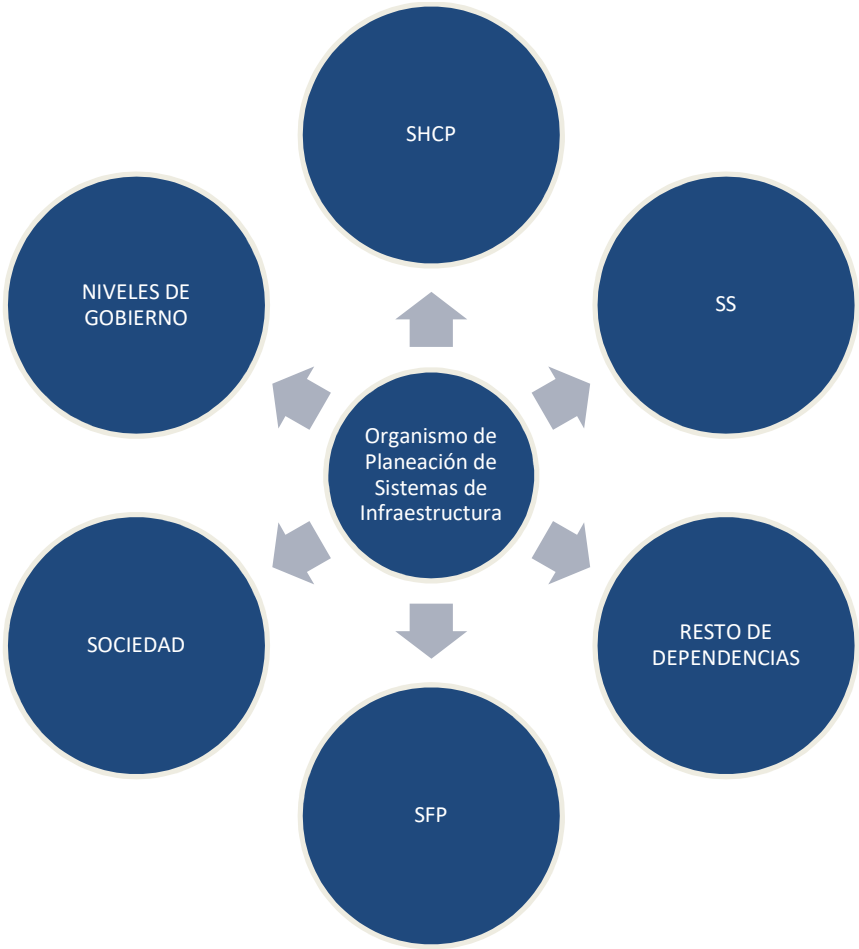 SHCP
NIVELES DE
GOBIERNO
SS
Organismo de
Planeación de
Sistemas de
Infraestructura
SOCIEDAD
RESTO DE
DEPENDENCIAS
SFP